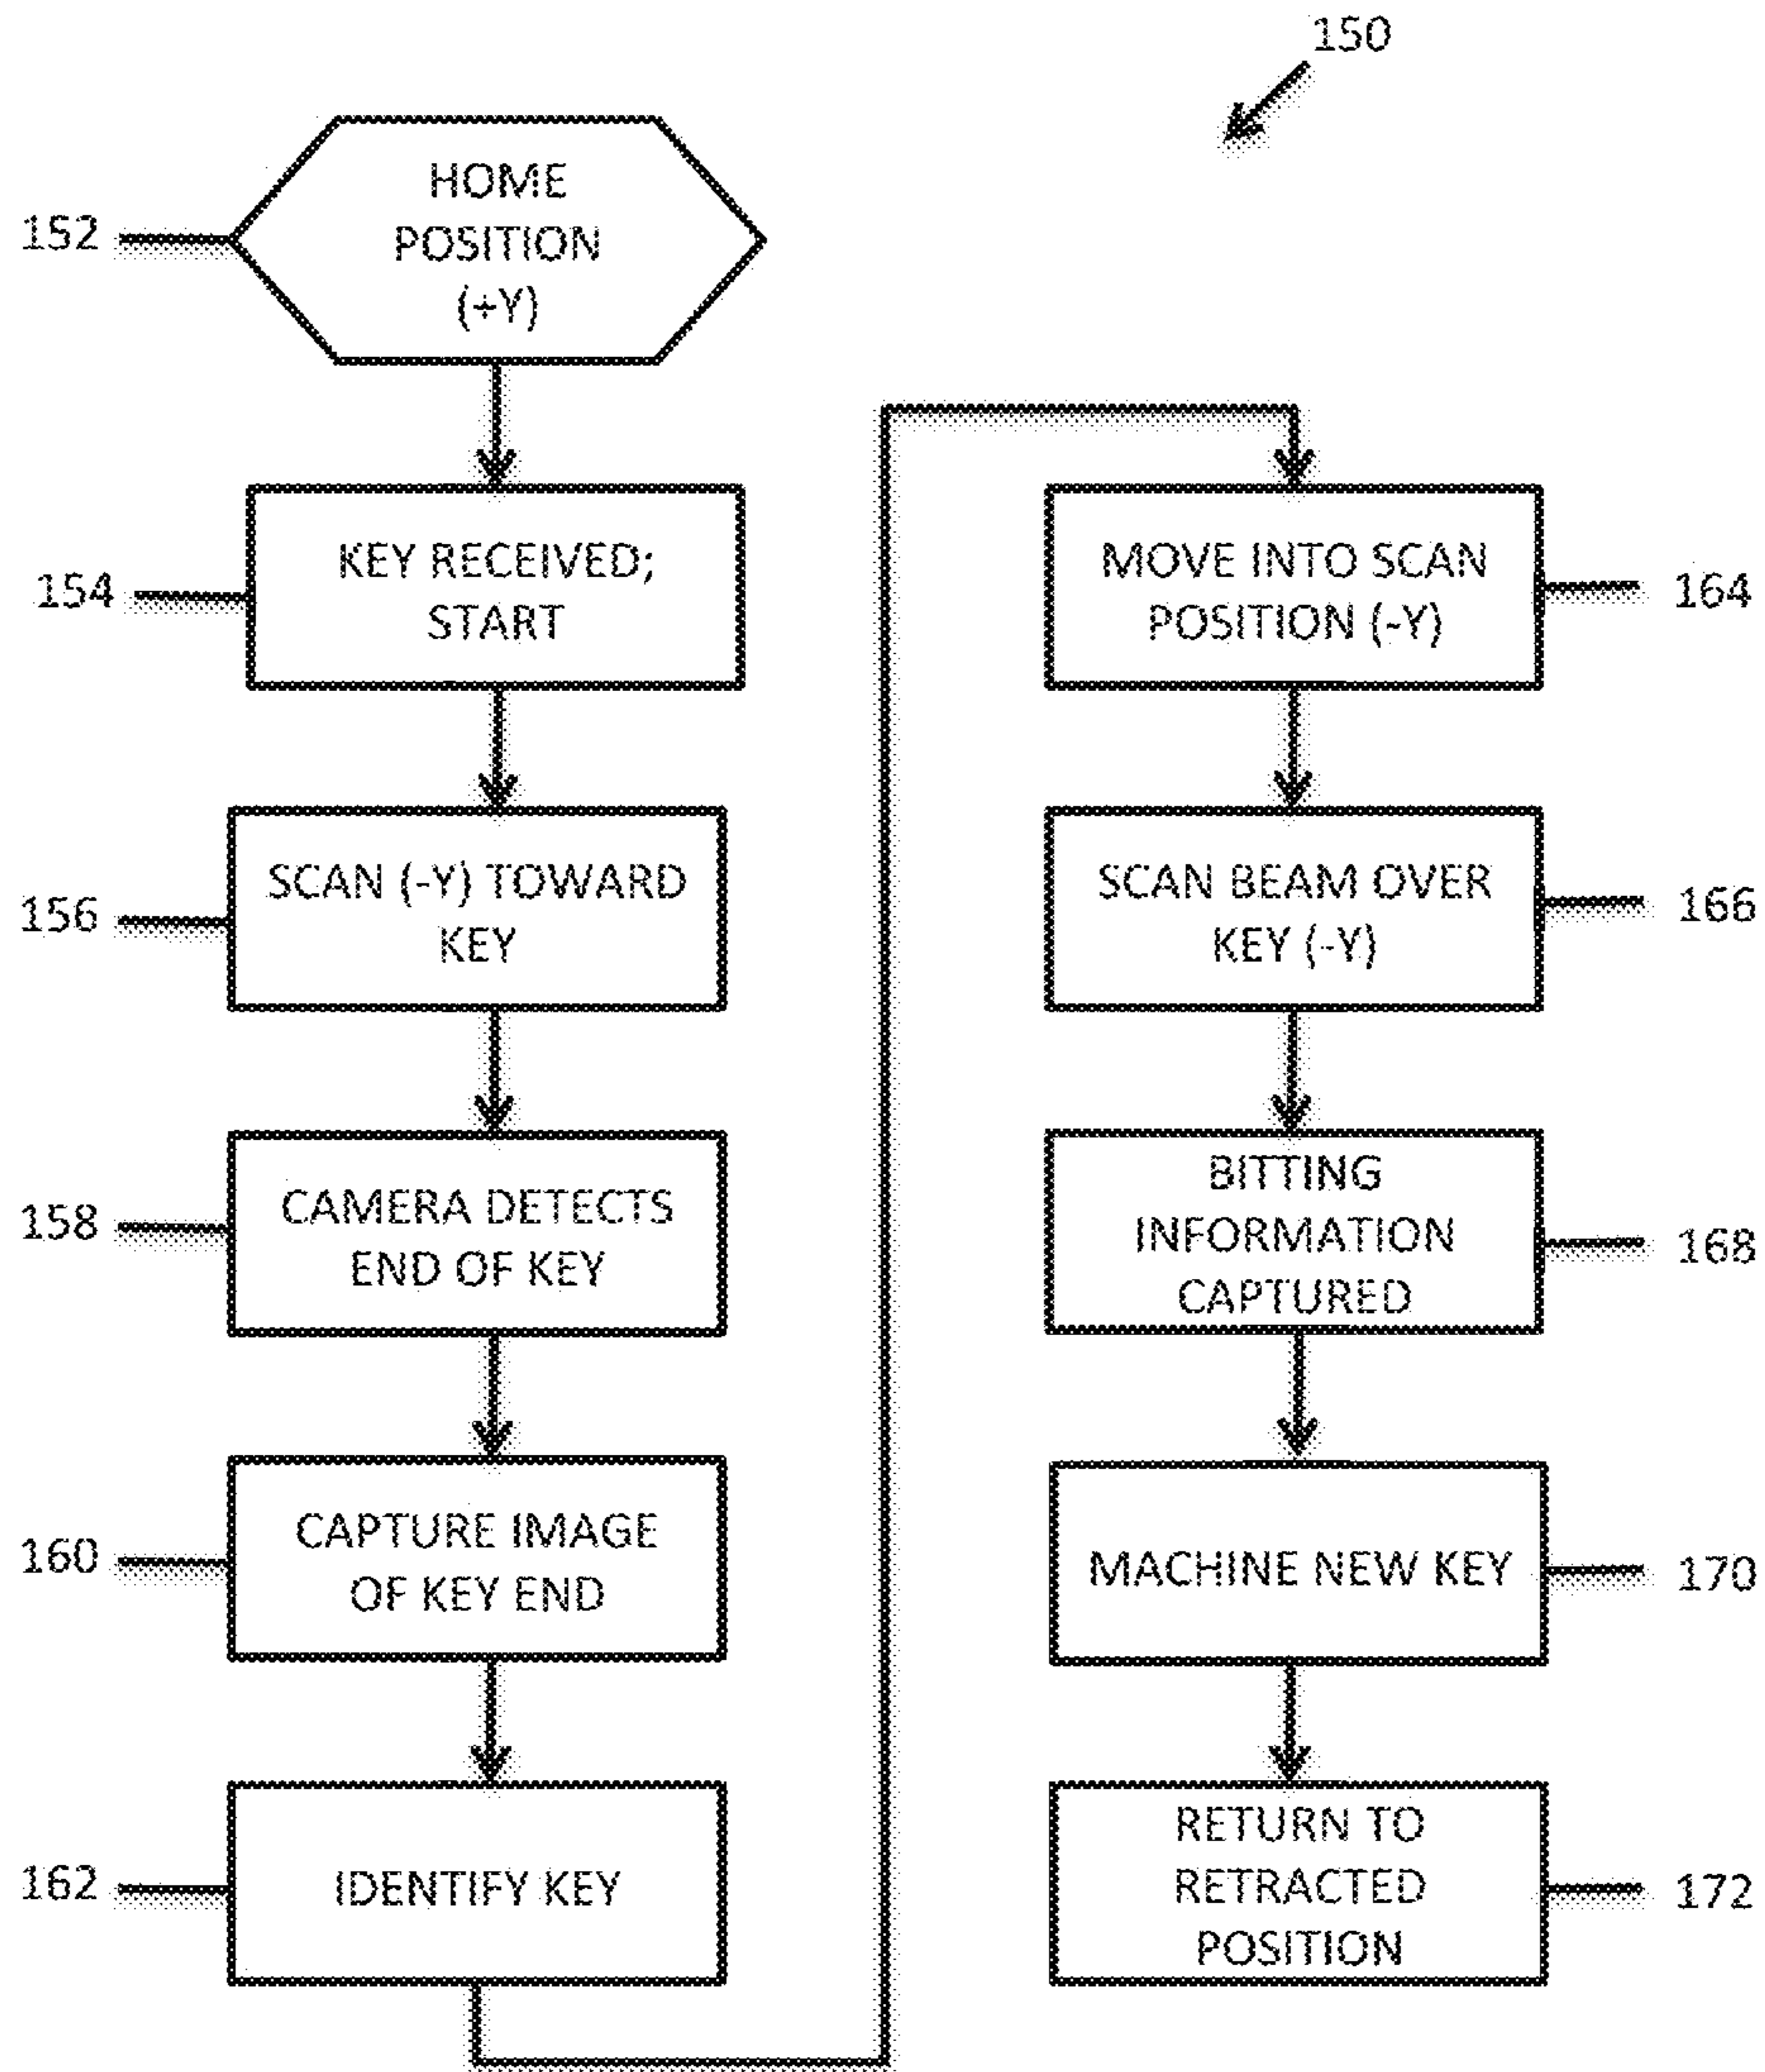 150
152
HOME
POSITION
(+Y)
154
KEY RECEIVED;
START
156
SCAN (-Y) TOWARD
KEY
158
CAMERA DETECTS
END OF KEY
160
CAPTURE IMAGE
OF KEY END
162
IDENTIFY KEY
MOVE INTO SCAN
POSITION (-Y)
164
SCAN BEAM OVER
KEY (-Y)
166
BITTING
INFORMATION
CAPTURED
168
MACHINE NEW KEY
170
RETURN TO
RETRACTED
POSITION
172